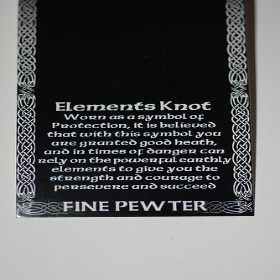 Elements Knot
Worn as a symbol of
Protection, it is believed
that with this symbol you
are granted good heath,
and in times of danger can
rely on the powerful earthly
elements to give you the
strength and courage to
persevere and succeed
FINE PEWTER